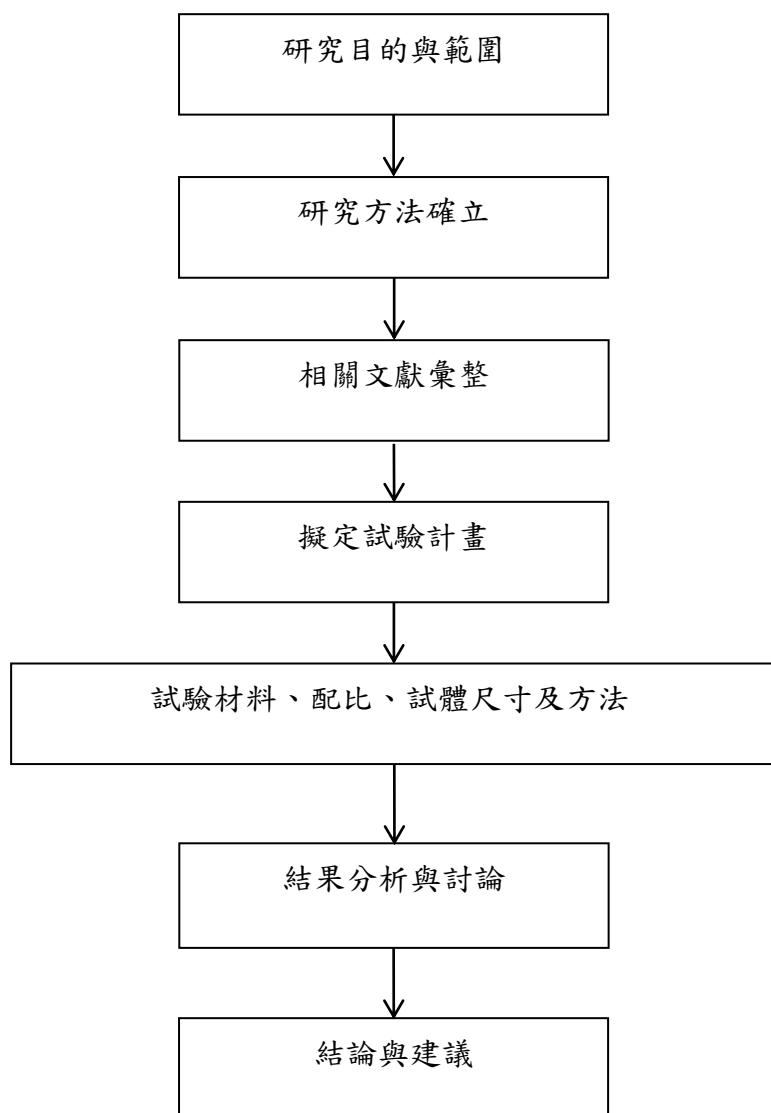 研究目的與範圍
研究方法確立
相關文獻彙整
擬定試驗計畫
試驗材料、配比、試體尺寸及方法
結果分析與討論
結論與建議